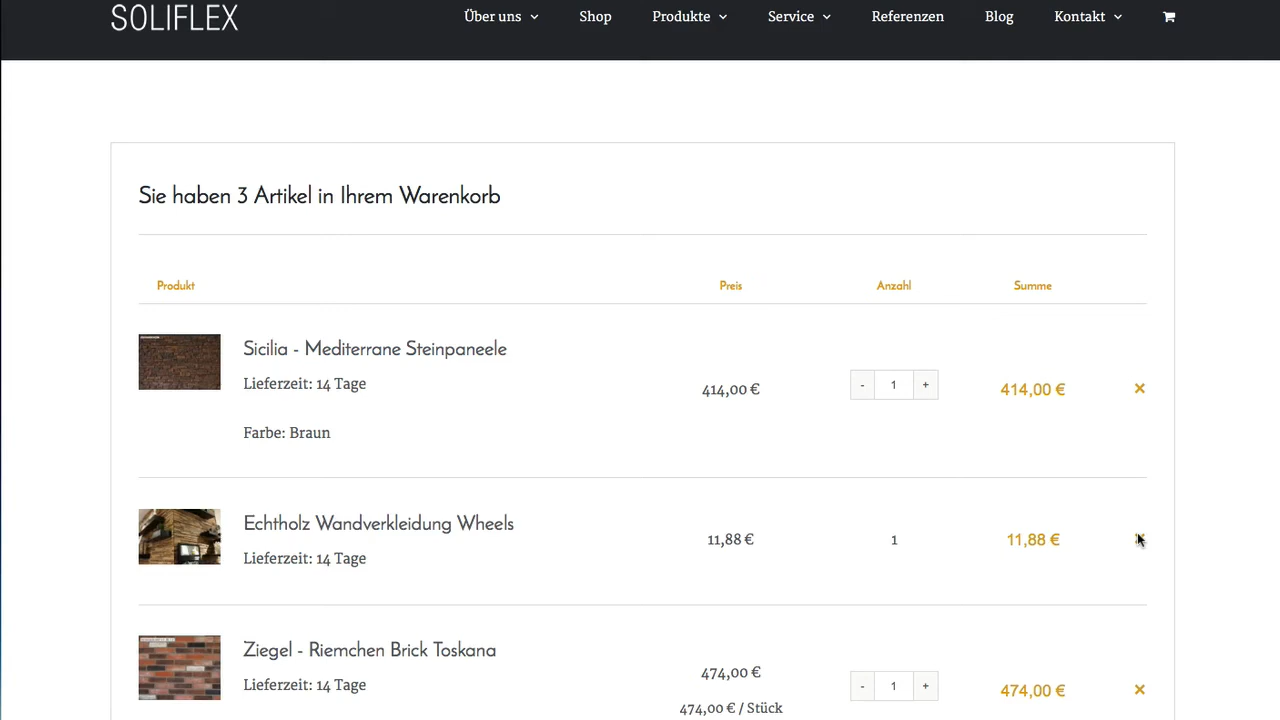 SOLIFLEX
Über uns Shop Produkte Service Referenzen Blog Kontakt
Sie haben 3 Artikel in Ihrem Warenkorb
Produkt Preis Anzahl Summe
Sicilia - Mediterrane Steinpaneele
Lieferzeit: 14 Tage
414,00 € - 1 + 414,00 € ×
Farbe: Braun
Echtholz Wandverkleidung Wheels
11,88 € 1 11,88 €
Lieferzeit: 14 Tage
Ziegel - Riemchen Brick Toskana
474,00 €
Lieferzeit: 14 Tage - 1 + 474,00 € ×
474,00 € / Stück